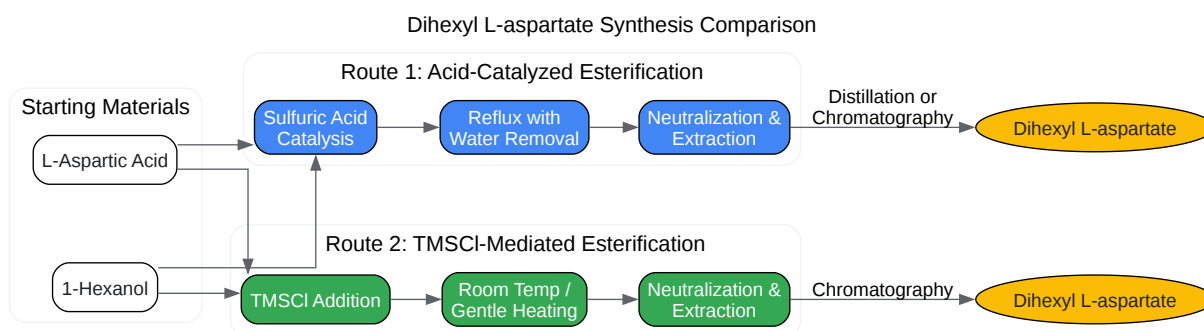 Dihexyl L-aspartate Synthesis Comparison
Route 1: Acid-Catalyzed Esterification
Starting Materials
Sulfuric Acid
Catalysis
Reflux with
Water Removal
Neutralization &
Extraction
Distillation or
Chromatography
Dihexyl L-aspartate
L-Aspartic Acid
Route 2: TMSCl-Mediated Esterification
1-Hexanol
TMSCl Addition
Room Temp /
Gentle Heating
Neutralization &
Extraction
Chromatography
Dihexyl L-aspartate